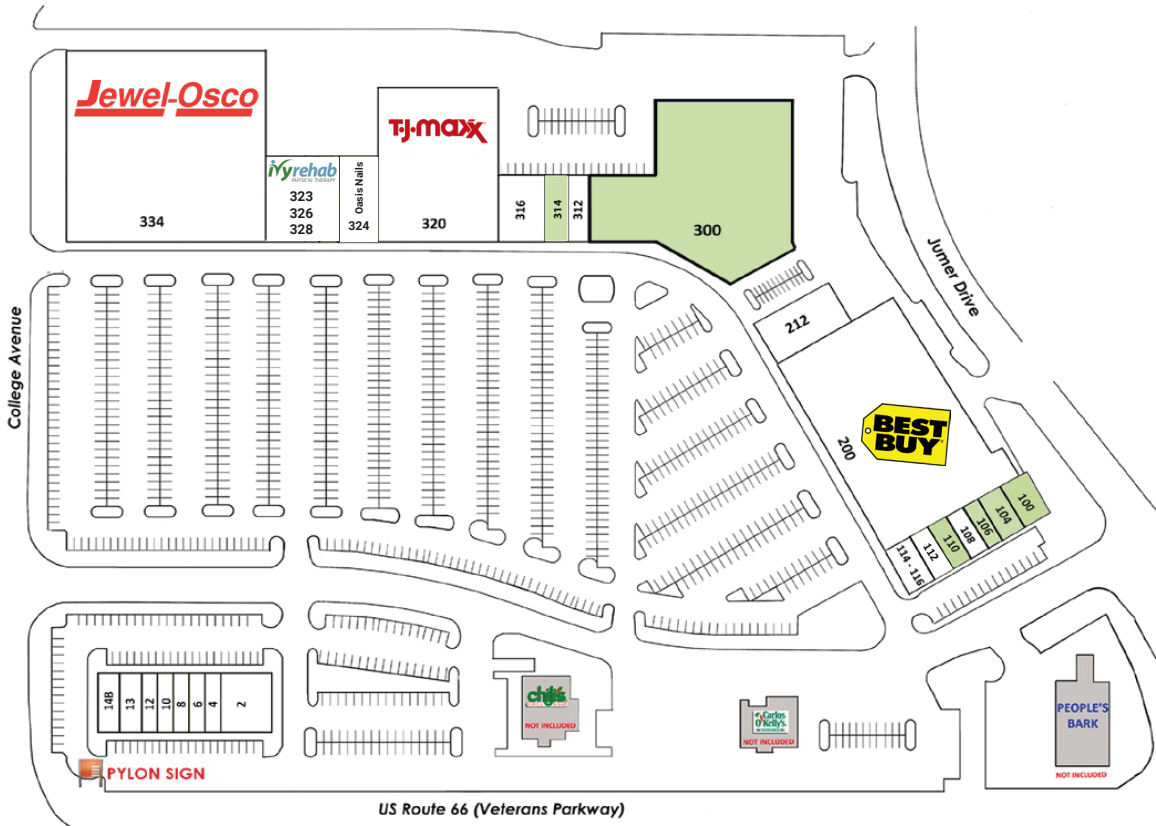 Jewel-Osco
334
ivyrehab
PHYSICAL THERAPY
323
326
328
Oasis Nails
324
T·J·maxx
320
316
314
312
300
Jumer Drive
212
College Avenue
BEST
BUY
200
100
104
106
108
110
112
114 - 116
14B
13
12
10
8
6
4
2
chili's
NOT INCLUDED
Carlos
O'Kelly's
NOT INCLUDED
PEOPLE'S
BARK
NOT INCLUDED
PYLON SIGN
US Route 66 (Veterans Parkway)